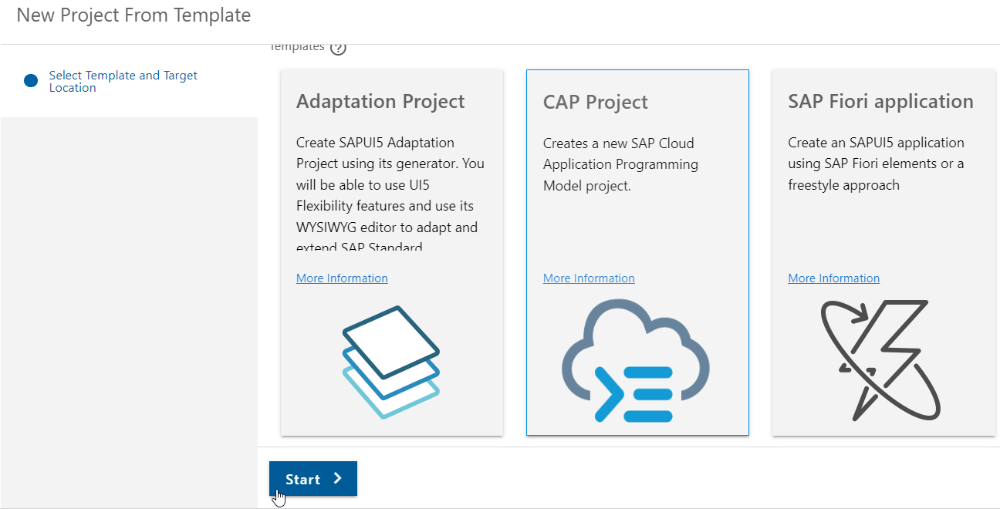 New Project From Template
Select Template and Target
Location
Templates
Adaptation Project
Create SAPUI5 Adaptation
Project using its generator. You
will be able to use UI5
Flexibility features and use its
WYSIWYG editor to adapt and
extend SAP Standard
More Information
CAP Project
Creates a new SAP Cloud
Application Programming
Model project.
More Information
SAP Fiori application
Create an SAPUI5 application
using SAP Fiori elements or a
freestyle approach
More Information
Start